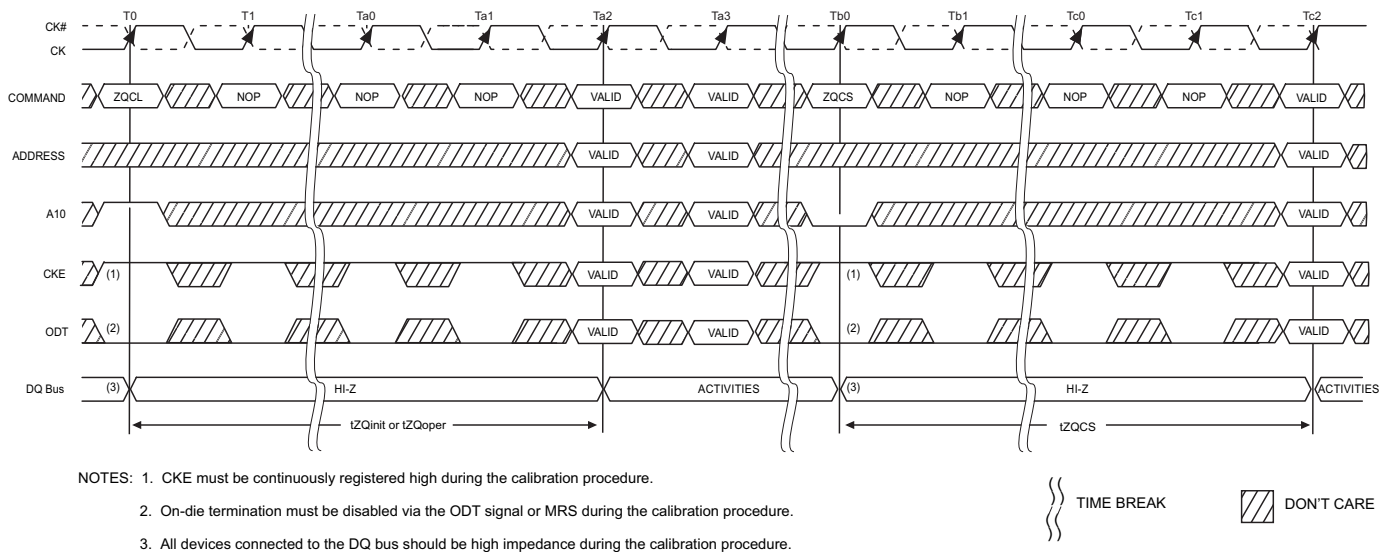 T0 T1 Ta0 Ta1 Ta2 Ta3 Tb0 Tb1 Tc0 Tc1 Tc2
CK#
CK
COMMAND ZQCL NOP NOP NOP VALID VALID ZQCS NOP NOP NOP VALID
ADDRESS VALID VALID VALID
A10 VALID VALID VALID
CKE (1) VALID VALID (1) VALID
ODT (2) VALID VALID (2) VALID
DQ Bus (3) HI-Z ACTIVITIES (3) HI-Z ACTIVITIES
tZQinit or tZQoper tZQCS
NOTES: 1. CKE must be continuously registered high during the calibration procedure.
2. On-die termination must be disabled via the ODT signal or MRS during the calibration procedure.
3. All devices connected to the DQ bus should be high impedance during the calibration procedure.
TIME BREAK DON'T CARE